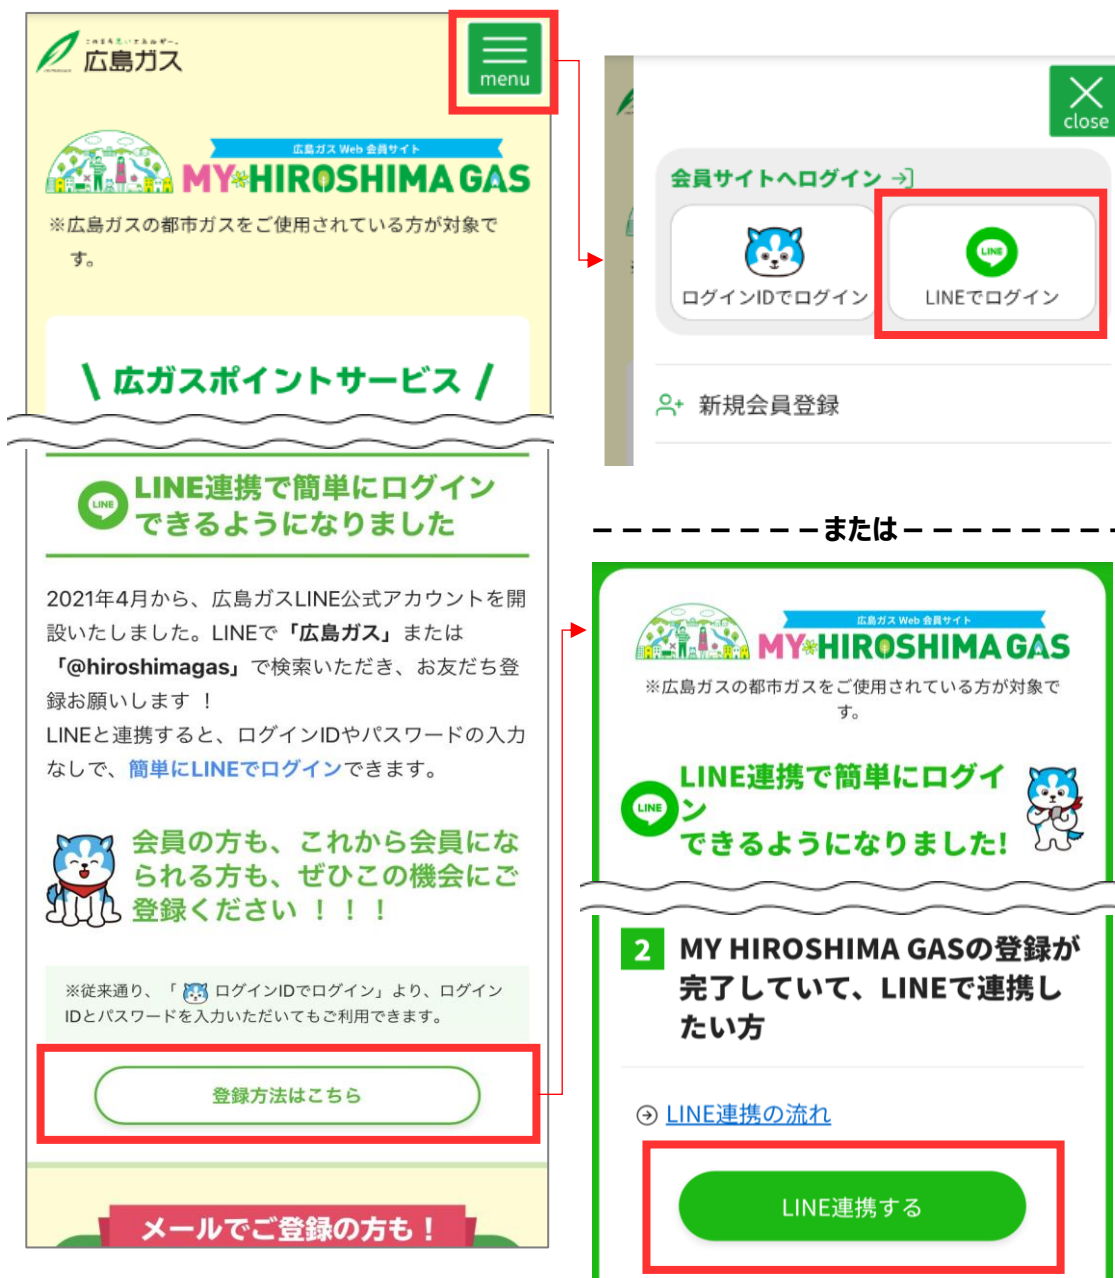 このまちを思いエネルギー。
広島ガス
menu
広島ガス Web 会員サイト
MY HIROSHIMA GAS
※広島ガスの都市ガスをご使用されている方が対象で
す。
\ 広ガスポイントサービス /
LINE
LINE連携で簡単にログイン
できるようになりました
2021年4月から、広島ガスLINE公式アカウントを開
設いたしました。LINEで「広島ガス」または
「@hiroshimagas」で検索いただき、お友だち登
録お願いします ！
LINEと連携すると、ログインIDやパスワードの入力
なしで、簡単にLINEでログインできます。
会員の方も、これから会員にな
られる方も、ぜひこの機会にご
登録ください ！！！
※従来通り、「 ログインIDでログイン」より、ログイン
IDとパスワードを入力いただいてもご利用できます。
登録方法はこちら
メールでご登録の方も！
close
会員サイトへログイン
ログインIDでログイン
LINE
LINEでログイン
新規会員登録
または
広島ガス Web 会員サイト
MY HIROSHIMA GAS
※広島ガスの都市ガスをご使用されている方が対象で
す。
LINE
LINE連携で簡単にログイ
ン
できるようになりました!
2 MY HIROSHIMA GASの登録が
完了していて、LINEで連携し
たい方
LINE連携の流れ
LINE連携する